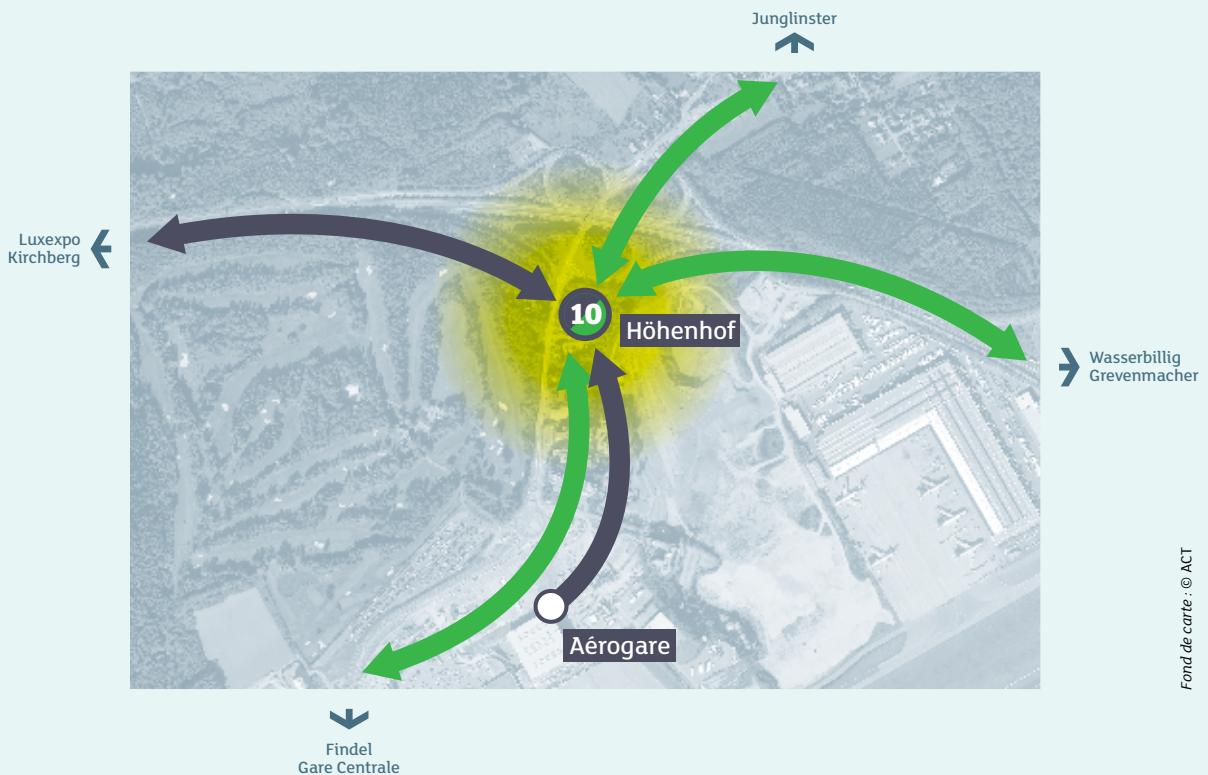 Junglinster
Luxexpo
Kirchberg
10
Höhenhof
Wasserbillig
Grevenmacher
Aérogare
Findel
Gare Centrale
Fond de carte : © ACT